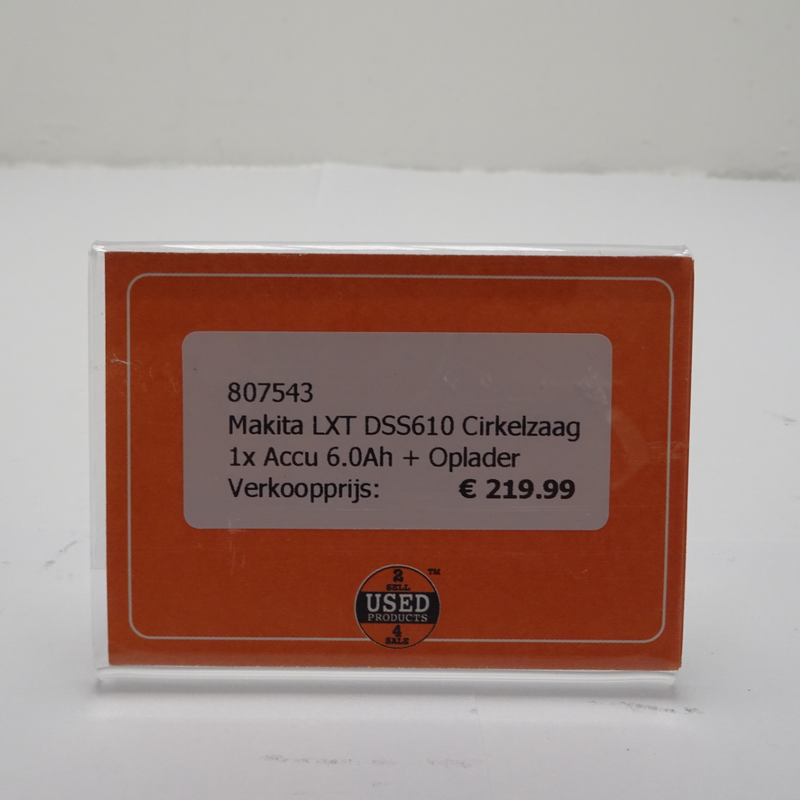 807543
Makita LXT DSS610 Cirkelzaag
1x Accu 6.0Ah + Oplader
Verkoopprijs: € 219.99
2
SELL
USED
PRODUCTS
4
SALE
TM